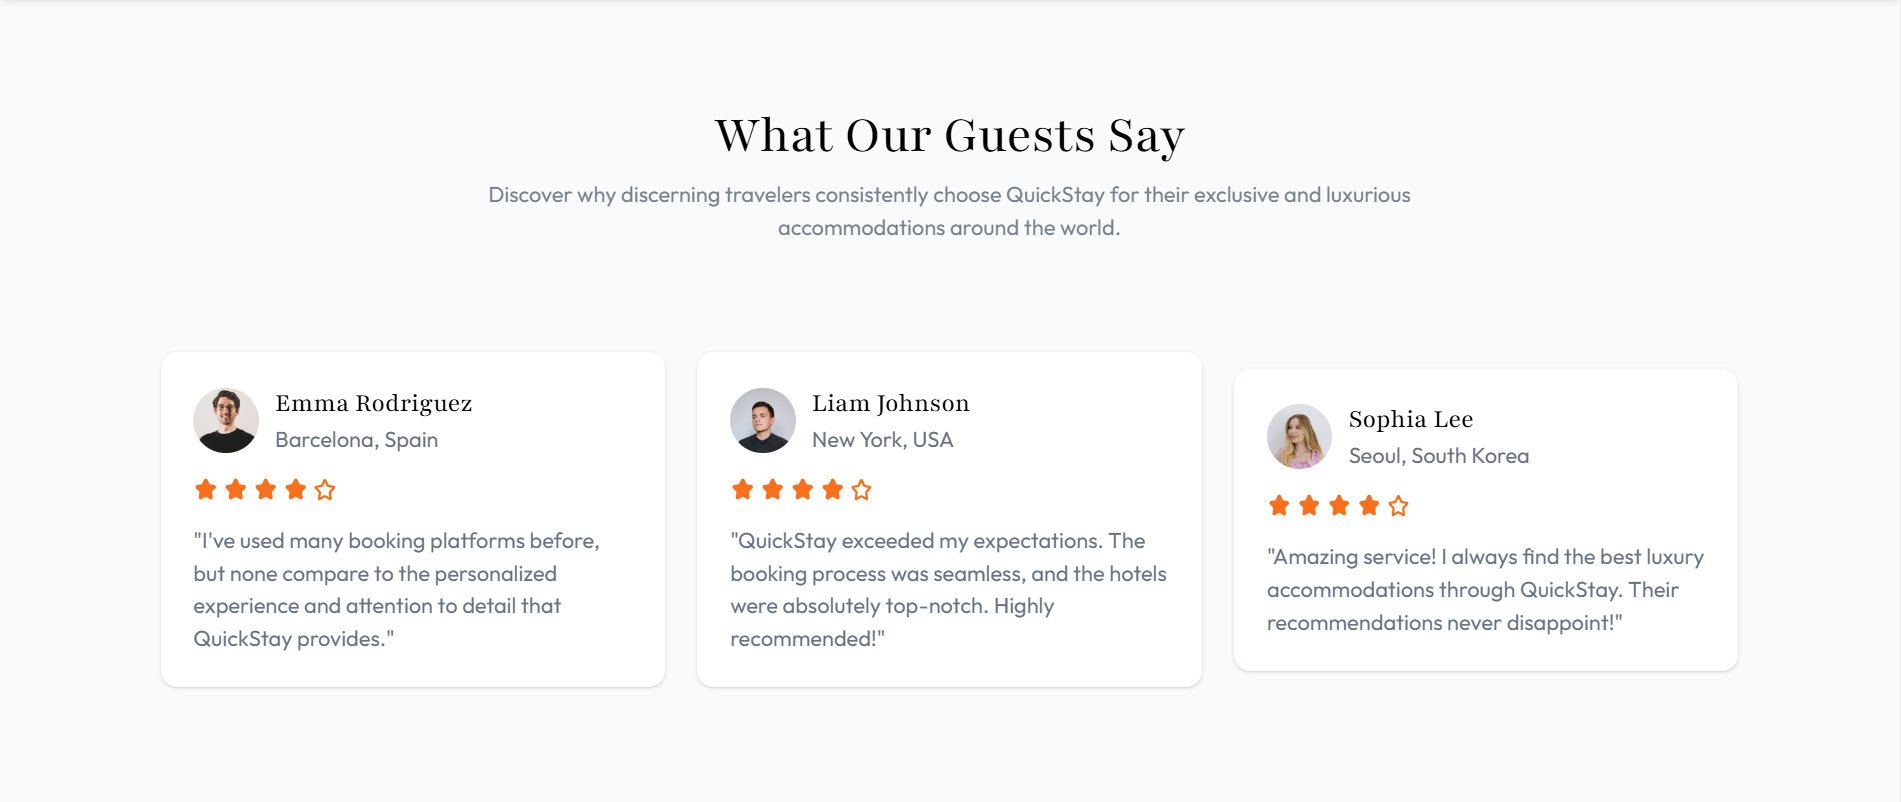 What Our Guests Say
Discover why discerning travelers consistently choose QuickStay for their exclusive and luxurious
accommodations around the world.
Emma Rodriguez
Barcelona, Spain
"I've used many booking platforms before,
but none compare to the personalized
experience and attention to detail that
QuickStay provides."
Liam Johnson
New York, USA
"QuickStay exceeded my expectations. The
booking process was seamless, and the hotels
were absolutely top-notch. Highly
recommended!"
Sophia Lee
Seoul, South Korea
"Amazing service! I always find the best luxury
accommodations through QuickStay. Their
recommendations never disappoint!"